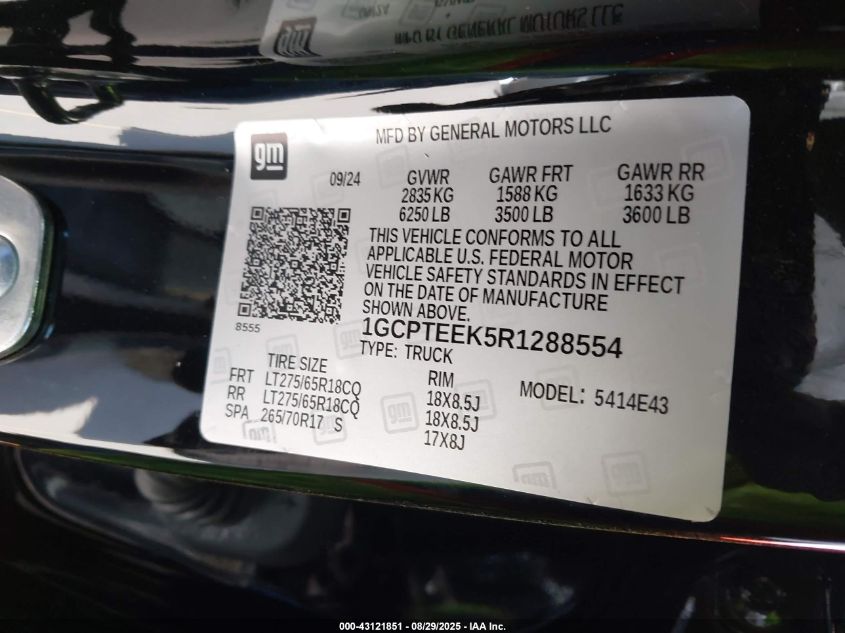 gm
MFD BY GENERAL MOTORS LLC
09/24
GVWR GAWR FRT GAWR RR
2835 KG 1588 KG 1633 KG
6250 LB 3500 LB 3600 LB
THIS VEHICLE CONFORMS TO ALL
APPLICABLE U.S. FEDERAL MOTOR
VEHICLE SAFETY STANDARDS IN EFFECT
ON THE DATE OF MANUFACTURE
SHOWN ABOVE.
8555
1GCPTEEK5R1288554
TYPE: TRUCK
TIRE SIZE RIM MODEL: 5414E43
FRT LT275/65R18CQ 18X8.5J
RR LT275/65R18CQ 18X8.5J
SPA 265/70R17 S 17X8J
000-43121851 - 08/29/2025 - IAA Inc.